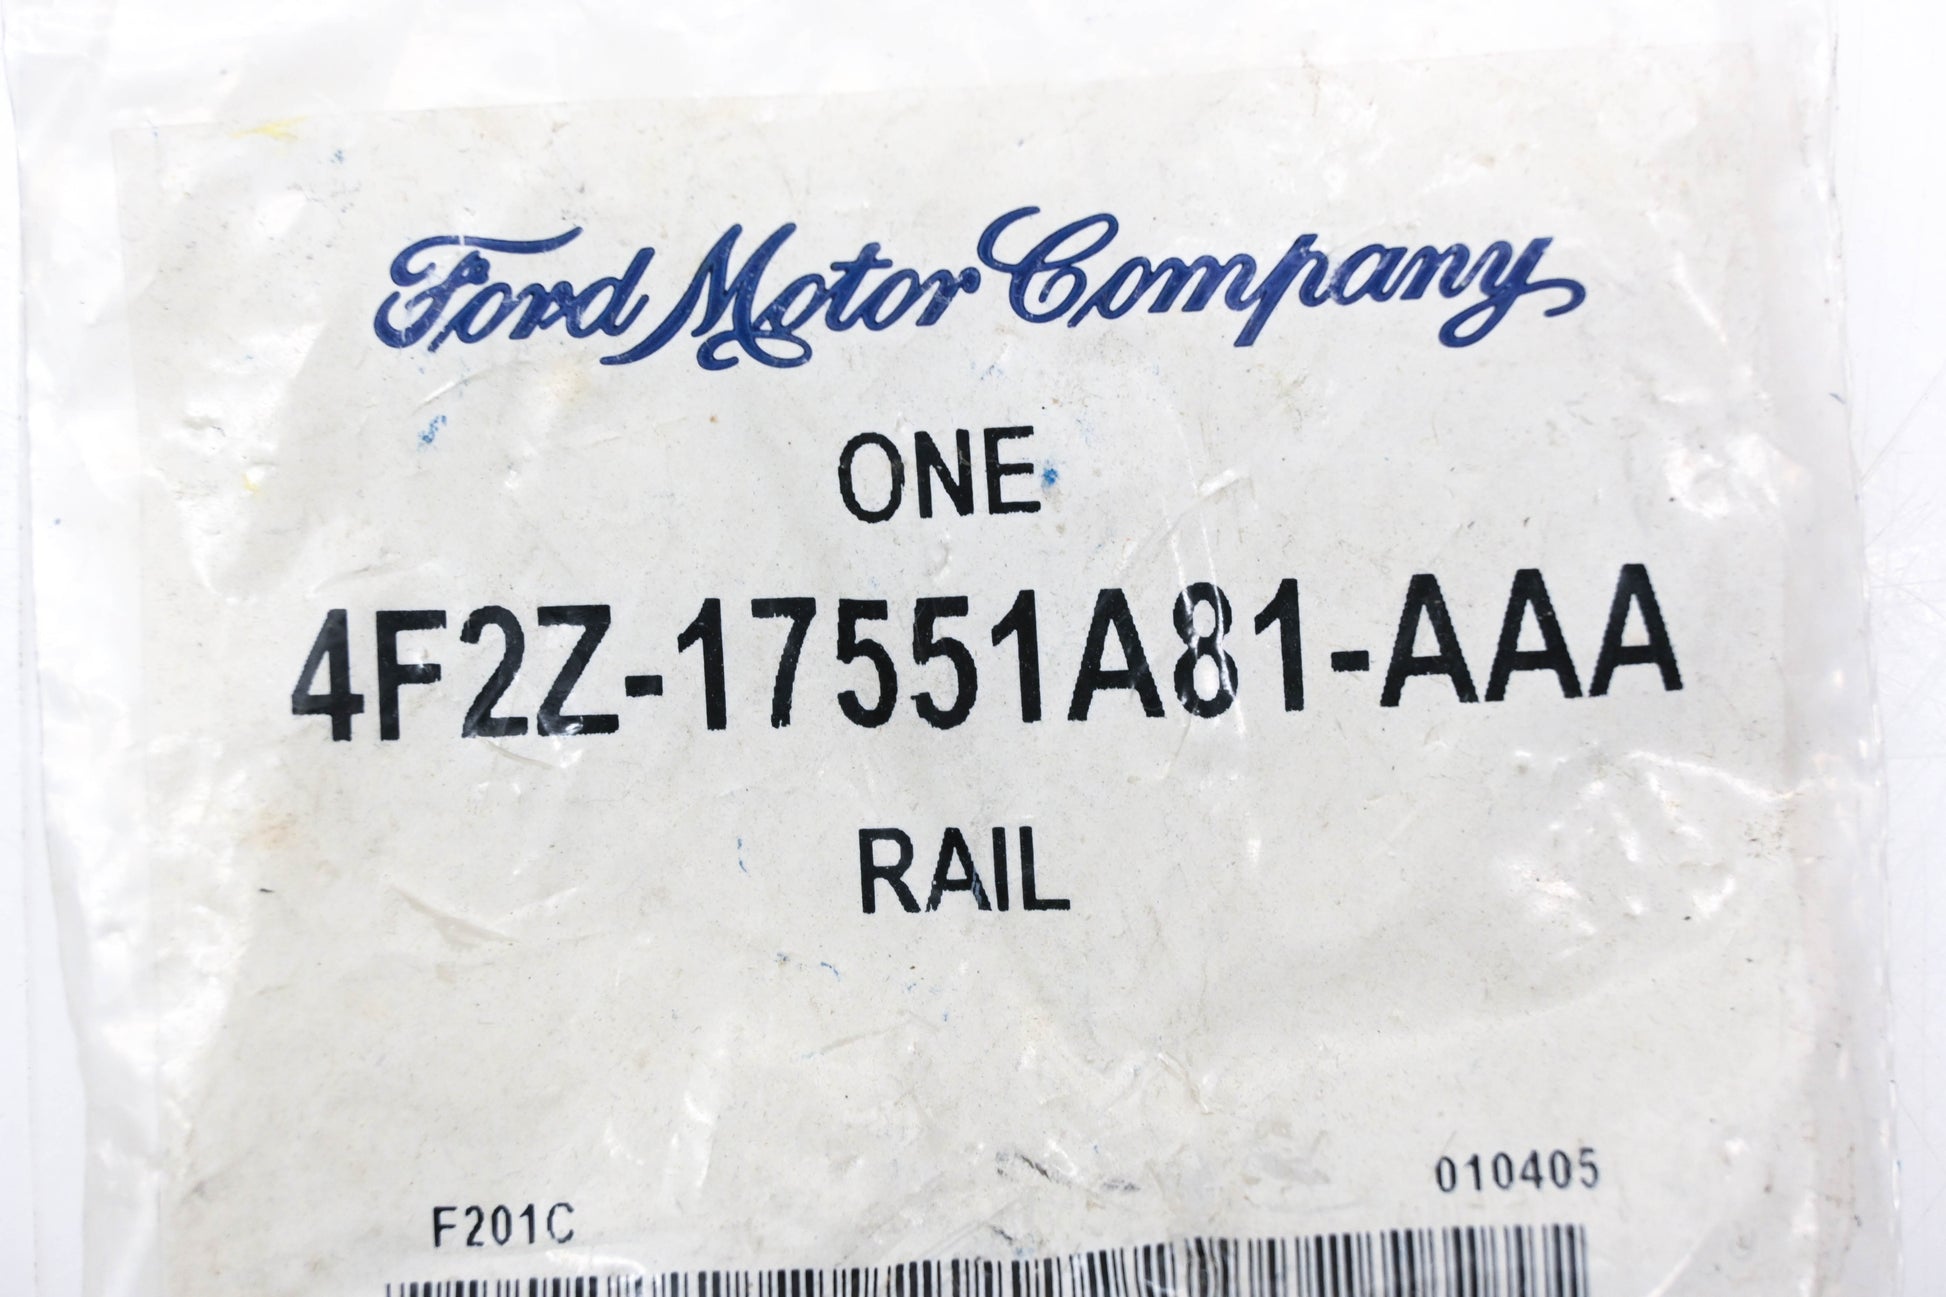 Ford Motor Company
ONE
4F2Z-17551A81-AAA
RAIL
010405
F201C